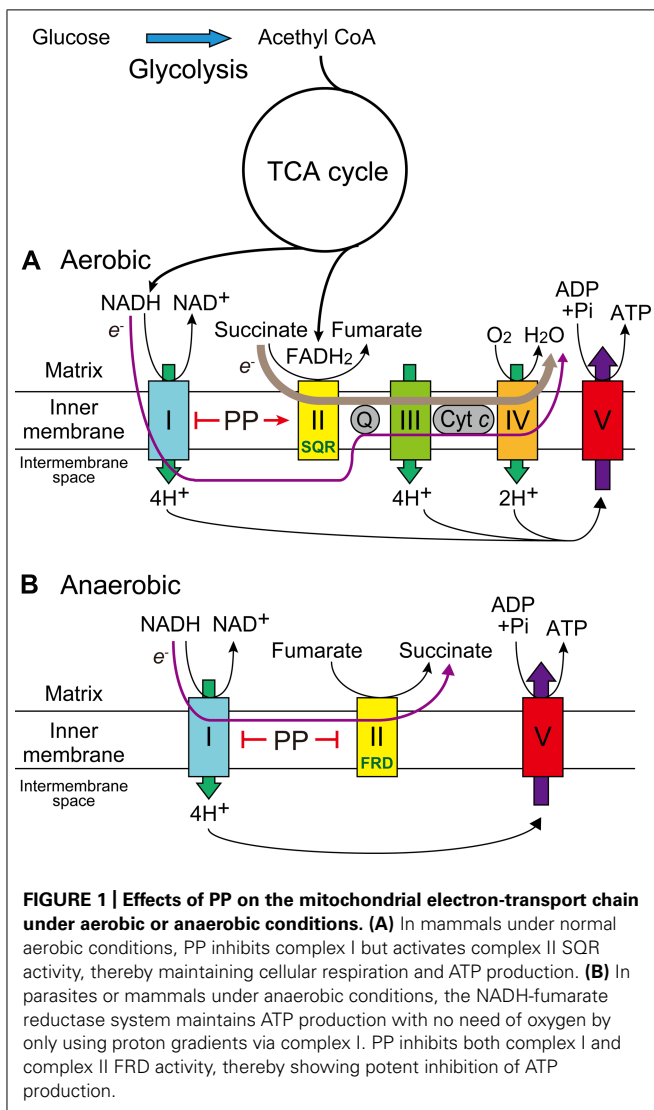 Glucose Acethyl CoA
Glycolysis
TCA cycle
A Aerobic
NADH NAD⁺
e⁻
Succinate Fumarate
FADH₂
e⁻
O₂ H₂O
ADP
+Pi
ATP
Matrix
Inner
membrane
Intermembrane
space
I PP II Q III Cyt c IV V
SQR
4H⁺ 4H⁺ 2H⁺
B Anaerobic
NADH NAD⁺
e⁻
Fumarate Succinate
ADP
+Pi
ATP
Matrix
Inner
membrane
Intermembrane
space
I PP II V
FRD
4H⁺
FIGURE 1 | Effects of PP on the mitochondrial electron-transport chain
under aerobic or anaerobic conditions. (A) In mammals under normal
aerobic conditions, PP inhibits complex I but activates complex II SQR
activity, thereby maintaining cellular respiration and ATP production. (B) In
parasites or mammals under anaerobic conditions, the NADH-fumarate
reductase system maintains ATP production with no need of oxygen by
only using proton gradients via complex I. PP inhibits both complex I and
complex II FRD activity, thereby showing potent inhibition of ATP
production.